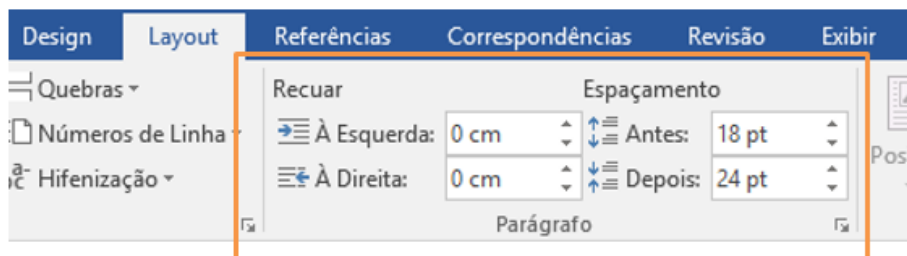 Design Layout Referências Correspondências Revisão Exibir
Quebras Recuar Espaçamento
Números de Linha À Esquerda: 0 cm Antes: 18 pt
Hifenização À Direita: 0 cm Depois: 24 pt
Parágrafo